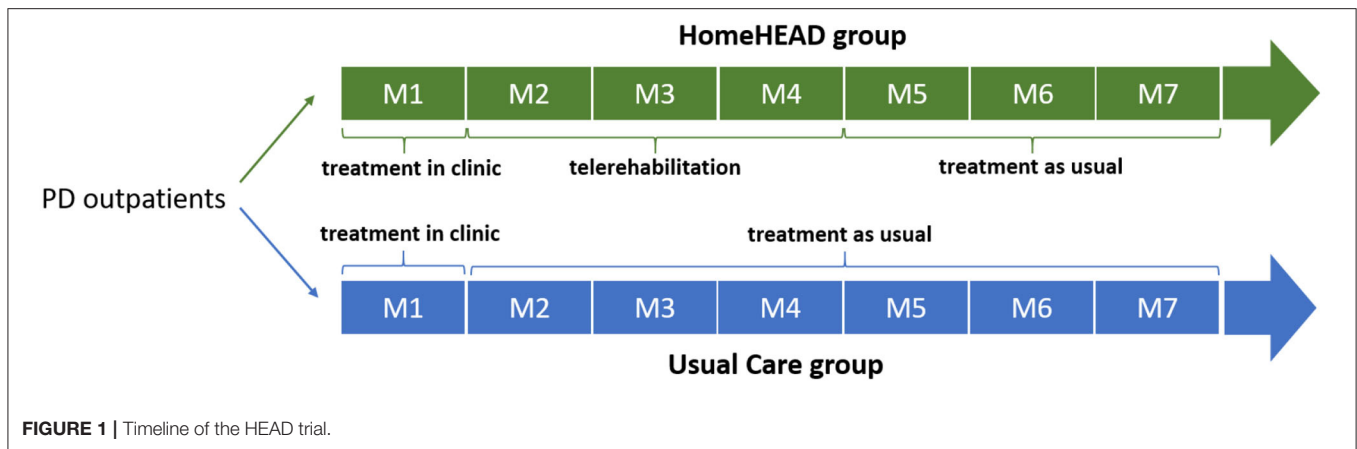 HomeHEAD group
M1 M2 M3 M4 M5 M6 M7
treatment in clinic telerehabilitation treatment as usual
PD outpatients
treatment in clinic treatment as usual
M1 M2 M3 M4 M5 M6 M7
Usual Care group
FIGURE 1 | Timeline of the HEAD trial.